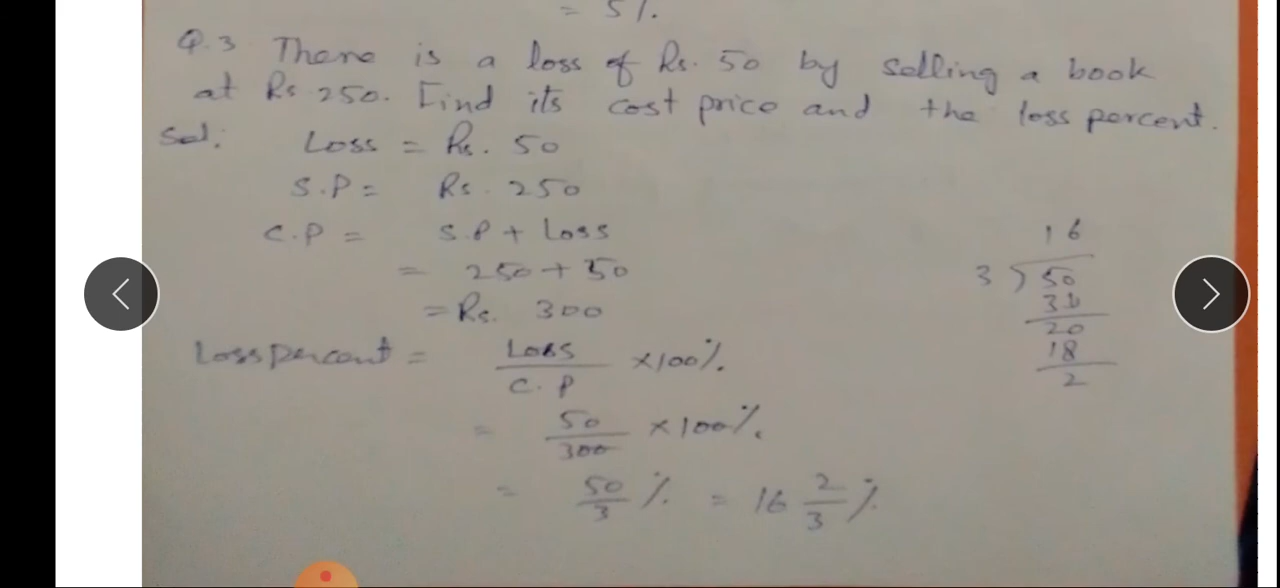 = 5%.
Q.3 There is a loss of Rs. 50 by selling a book
at Rs 250. Find its cost price and the loss percent.
Sol: Loss = Rs. 50
S.P = Rs. 250
C.P = S.P + Loss
= 250 + 50
= Rs. 300
Loss percent = Loss / C.P × 100%.
= 50 / 300 × 100%.
= 50 / 3 % = 16 2/3 %
16
3 ) 50
30
20
18
2